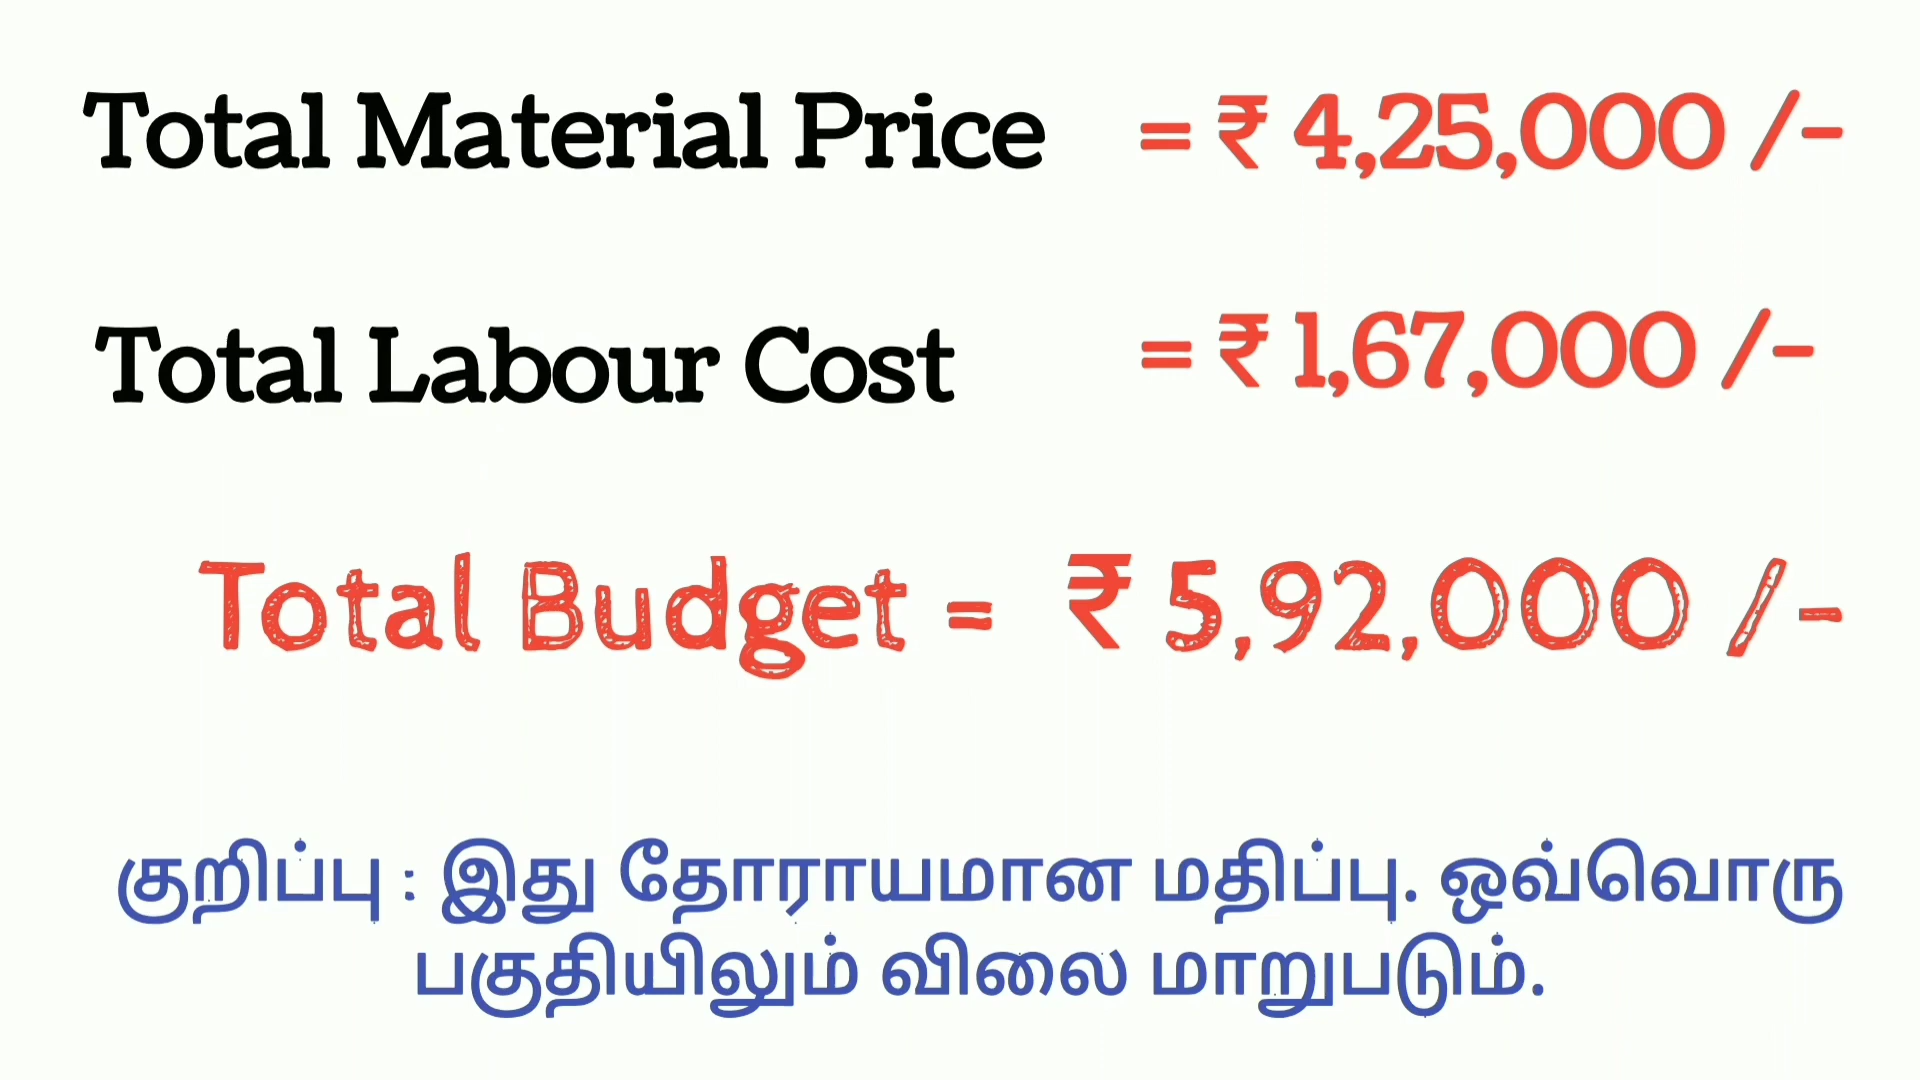 Total Material Price = ₹ 4,25,000 /-
Total Labour Cost = ₹ 1,67,000 /-
Total Budget = ₹ 5,92,000 /-
குறிப்பு : இது தோராயமான மதிப்பு. ஒவ்வொரு
பகுதியிலும் விலை மாறுபடும்.